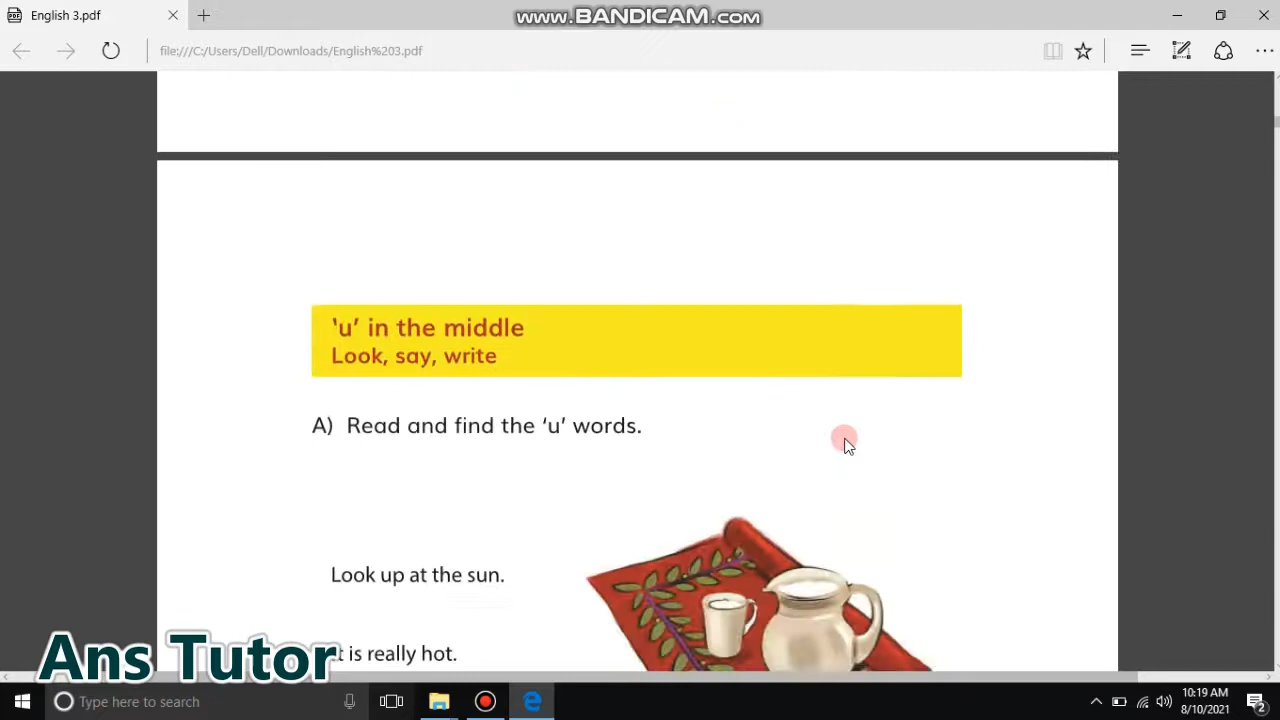 English 3.pdf
www.BANDICAM.com
file:///C:/Users/Dell/Downloads/English%203.pdf
‘u’ in the middle
Look, say, write
A) Read and find the ‘u’ words.
Look up at the sun.
t is really hot.
Ans Tutor
Type here to search
10:19 AM
8/10/2021
2